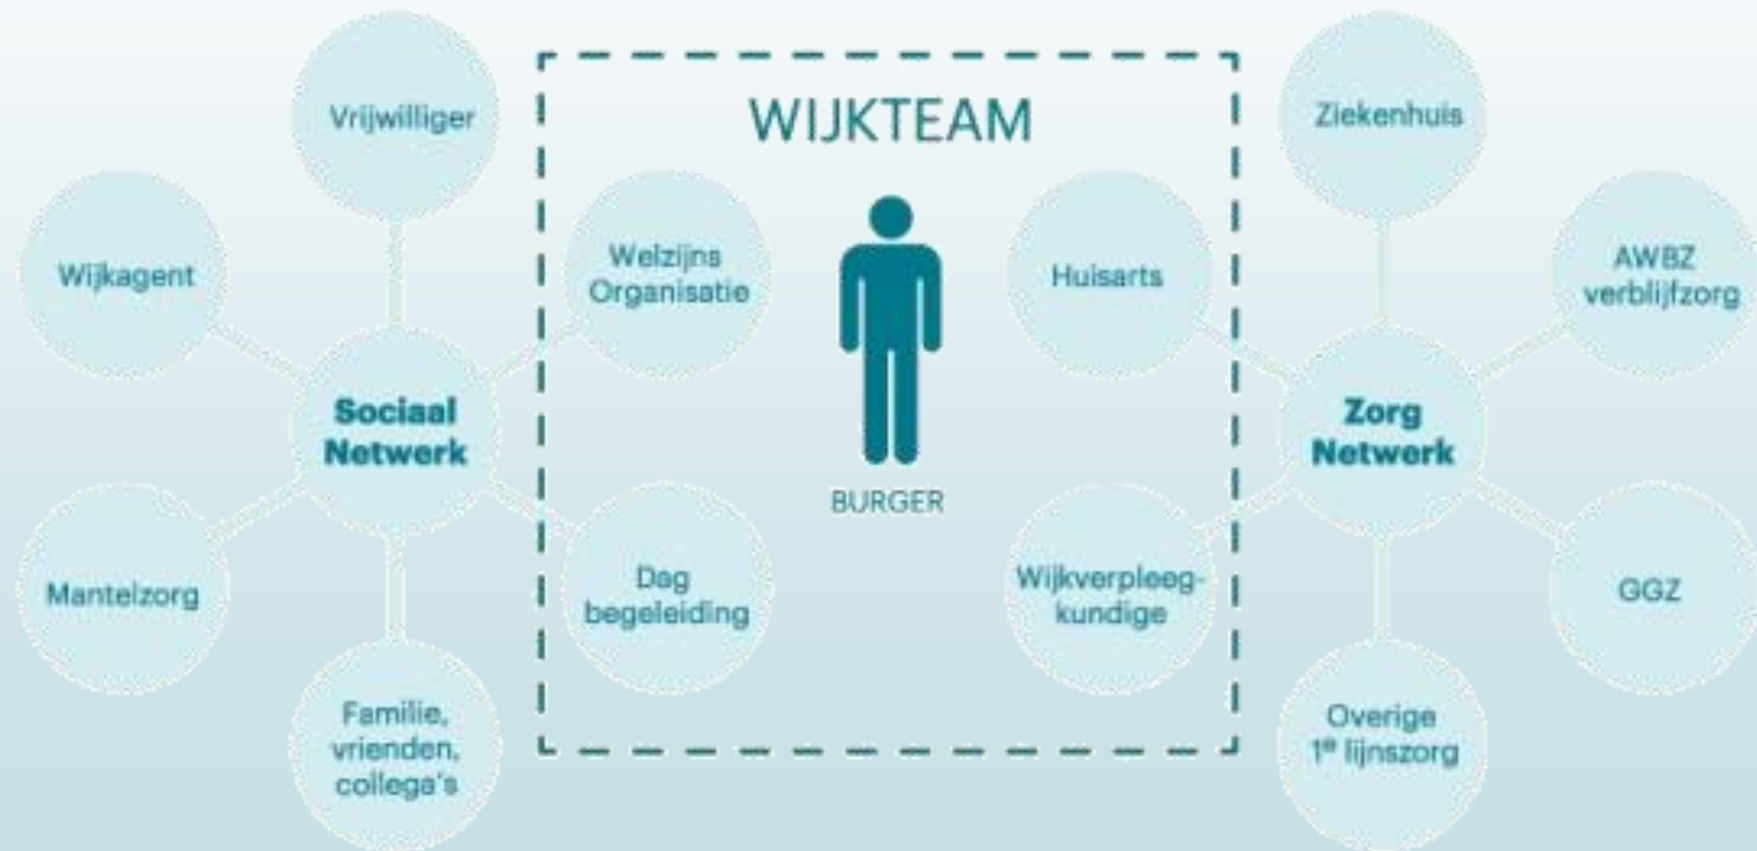 WIJKTEAM
Vrijwilliger
Wijkagent
Welzijns
Organisatie
Sociaal
Netwerk
Mantelzorg
Dag
begeleiding
Familie,
vrienden,
collega's
BURGER
Ziekenhuis
Huisarts
AWBZ
verblijfzorg
Zorg
Netwerk
Wijkverpleeg-
kundige
GGZ
Overige
1e lijnszorg